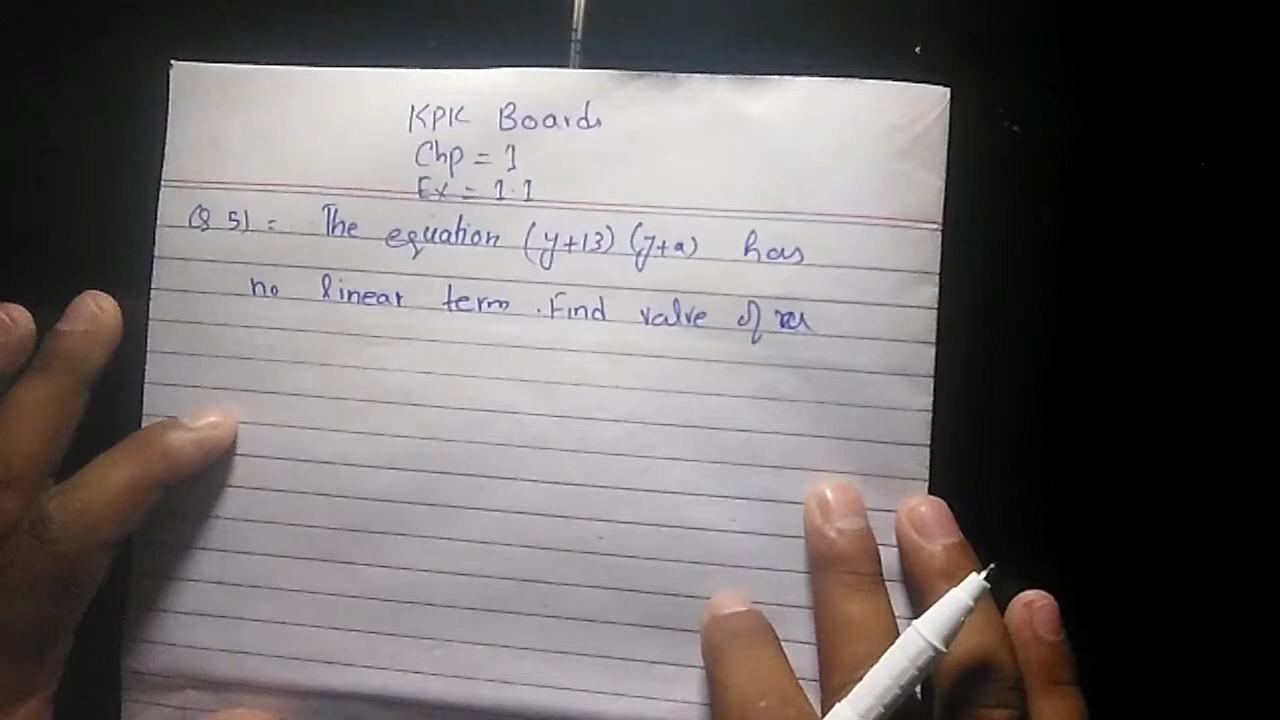 KPK Board
Chp = 1
Ex = 1.1
Q 5) = The equation (y+13) (y+a) has
no linear term. Find value of